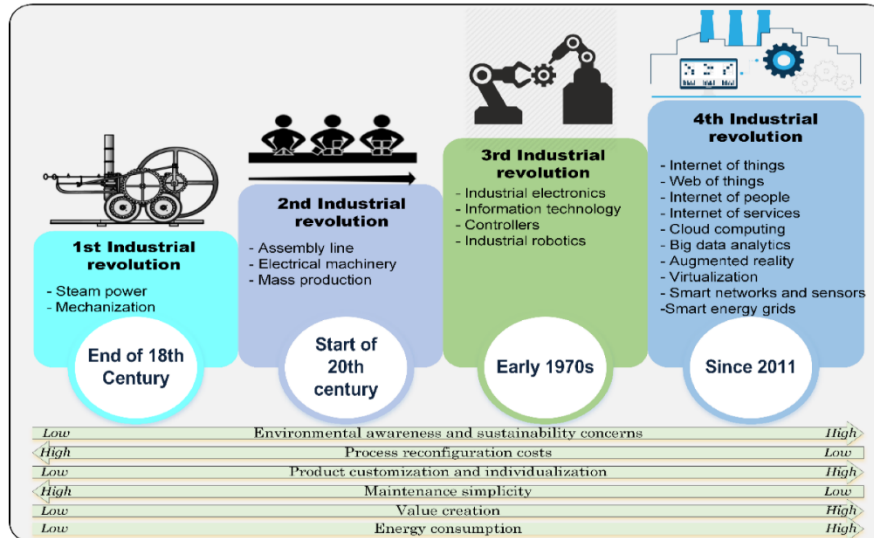 1st Industrial
revolution
- Steam power
- Mechanization
End of 18th
Century
2nd Industrial
revolution
- Assembly line
- Electrical machinery
- Mass production
Start of
20th
century
3rd Industrial
revolution
- Industrial electronics
- Information technology
- Controllers
- Industrial robotics
Early 1970s
4th Industrial
revolution
- Internet of things
- Web of things
- Internet of people
- Internet of services
- Cloud computing
- Big data analytics
- Augmented reality
- Virtualization
- Smart networks and sensors
-Smart energy grids
Since 2011
Low Environmental awareness and sustainability concerns High
High Process reconfiguration costs Low
Low Product customization and individualization High
High Maintenance simplicity Low
Low Value creation High
Low Energy consumption High